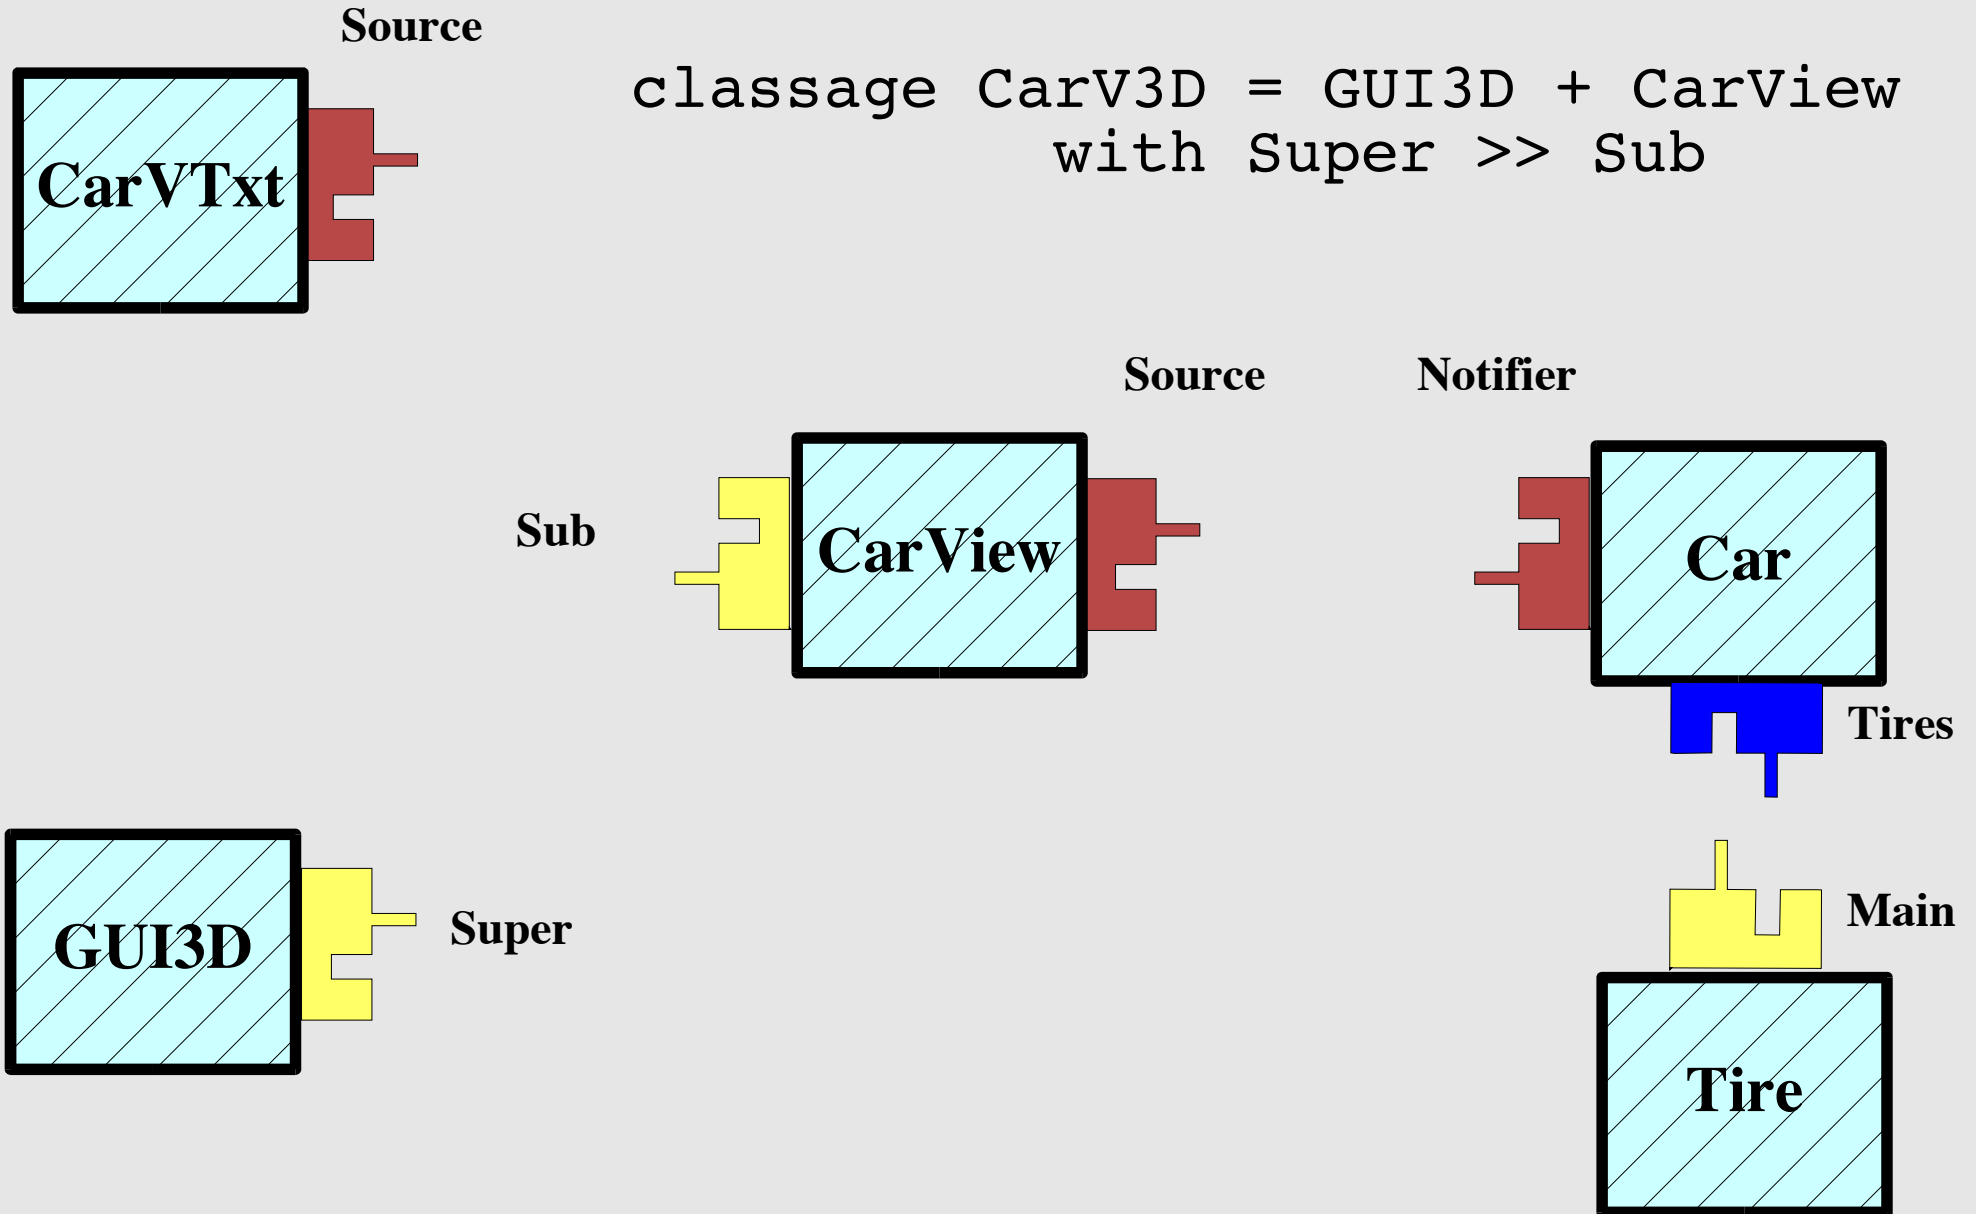 Source
classage CarV3D = GUI3D + CarView
with Super >> Sub
CarVTxt
Source
Notifier
Sub
CarView
Car
Tires
Main
GUI3D
Super
Tire